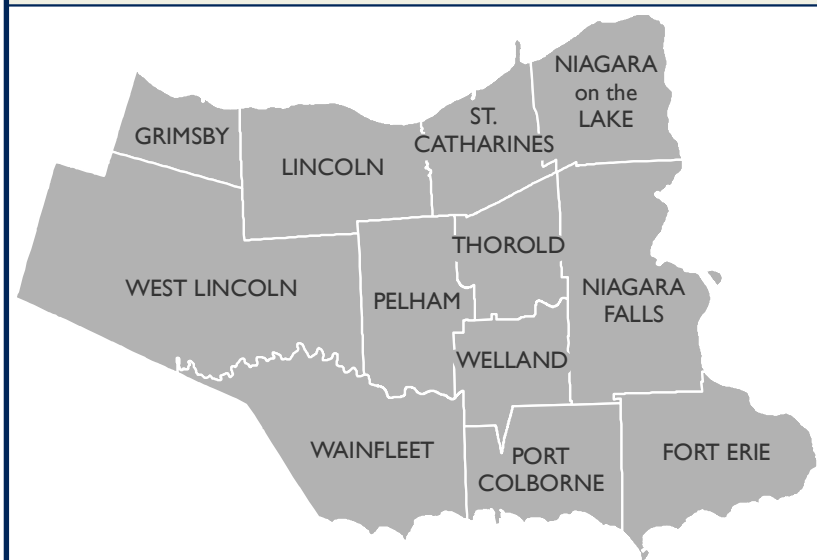 NIAGARA
on the
LAKE
ST.
CATHARINES
GRIMSBY
LINCOLN
THOROLD
WEST LINCOLN
PELHAM
NIAGARA
FALLS
WELLAND
WAINFLEET
PORT
COLBORNE
FORT ERIE